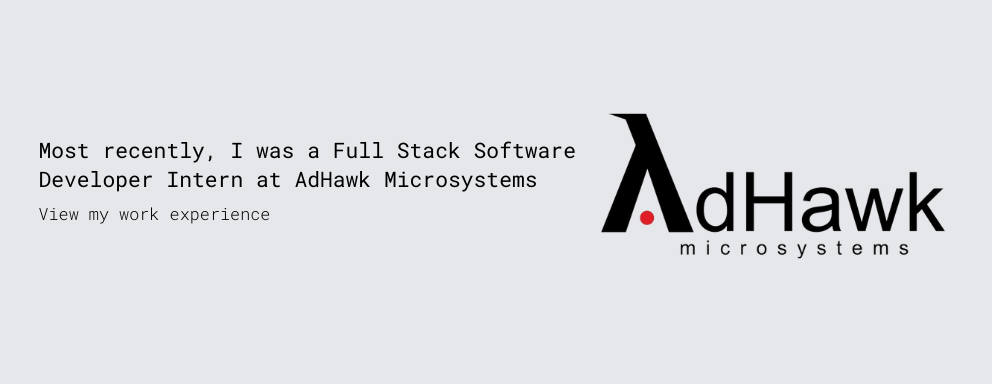 Most recently, I was a Full Stack Software
Developer Intern at AdHawk Microsystems
View my work experience
AdHawk
microsystems